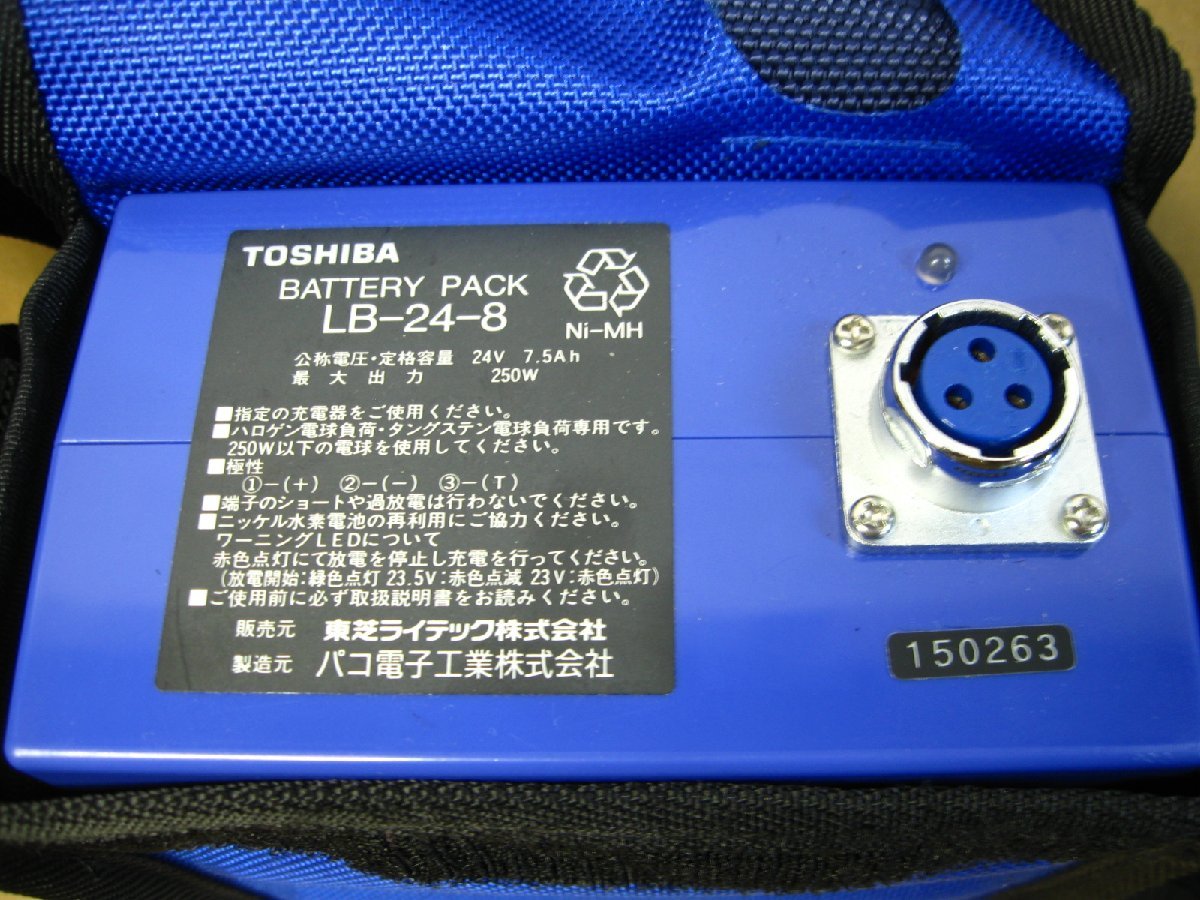 TOSHIBA
BATTERY PACK
LB-24-8
Ni-MH
公称電圧・定格容量 24V 7.5Ah
最大出力 250W
■指定の充電器をご使用ください。
■ハロゲン電球負荷・タングステン電球負荷専用です。
250W以下の電球を使用してください。
■極性
①-(+) ②-(-) ③-(T)
■端子のショートや過放電は行わないでください。
■ニッケル水素電池の再利用にご協力ください。
ワーニングLEDについて
赤色点灯にて放電を停止し充電を行ってください。
(放電開始:緑色点灯 23.5V:赤色点滅 23V:赤色点灯)
■ご使用前に必ず取扱説明書をお読みください。
販売元 東芝ライテック株式会社
製造元 パコ電子工業株式会社
150263